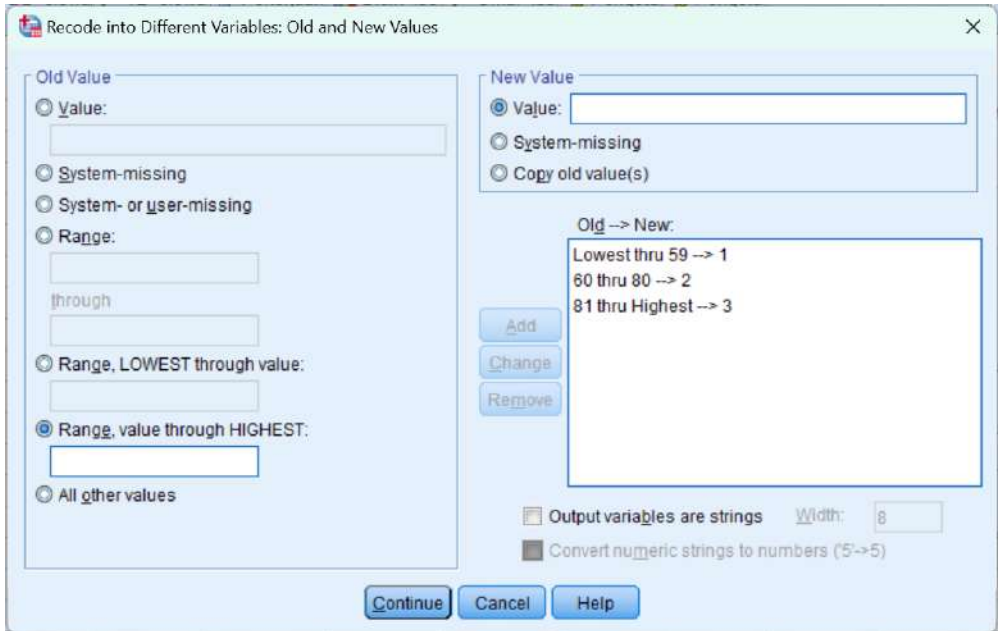 Recode into Different Variables: Old and New Values
Old Value
Value:
System-missing
System- or user-missing
Range:
through
Range, LOWEST through value:
Range, value through HIGHEST:
All other values
New Value
Value:
System-missing
Copy old value(s)
Old --> New:
Lowest thru 59 --> 1
60 thru 80 --> 2
81 thru Highest --> 3
Add
Change
Remove
Output variables are strings Width: 8
Convert numeric strings to numbers ('5'->5)
Continue Cancel Help